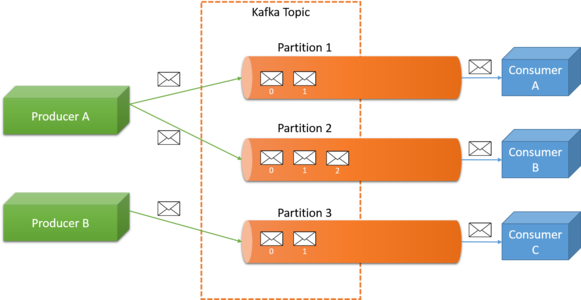 Kafka Topic
Partition 1
0 1
Consumer
A
Producer A
Partition 2
0 1 2
Consumer
B
Producer B
Partition 3
0 1
Consumer
C